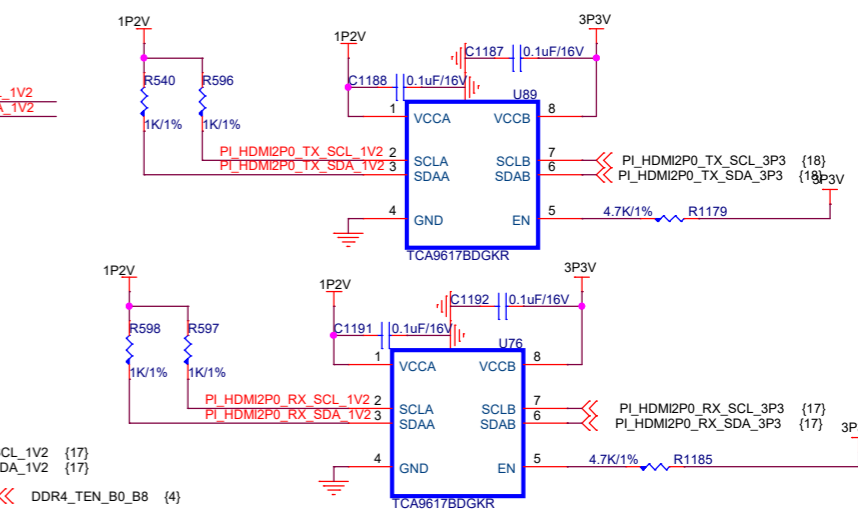 3P3V
1P2V
1P2V
C1187 0.1uF/16V
R540 R596 C1188 0.1uF/16V
U89
_1V2
1 VCCA VCCB 8
_1V2
1K/1% 1K/1%
PI_HDMI2P0_TX_SCL_1V2 2 SCLA SCLB 7 PI_HDMI2P0_TX_SCL_3P3 {18}
PI_HDMI2P0_TX_SDA_1V2 3 SDAA SDAB 6 PI_HDMI2P0_TX_SDA_3P3 {18}
3P3V
4 GND EN 5 4.7K/1% R1179
TCA9617BDGKR
1P2V 3P3V
1P2V
C1192 0.1uF/16V
R598 R597 C1191 0.1uF/16V
U76
1 VCCA VCCB 8
1K/1% 1K/1%
PI_HDMI2P0_RX_SCL_1V2 2 SCLA SCLB 7 PI_HDMI2P0_RX_SCL_3P3 {17}
PI_HDMI2P0_RX_SDA_1V2 3 SDAA SDAB 6 PI_HDMI2P0_RX_SDA_3P3 {17}
CL_1V2 {17}
4 GND EN 5 4.7K/1% R1185
DA_1V2 {17}
DDR4_TEN_B0_B8 {4}
TCA9617BDGKR